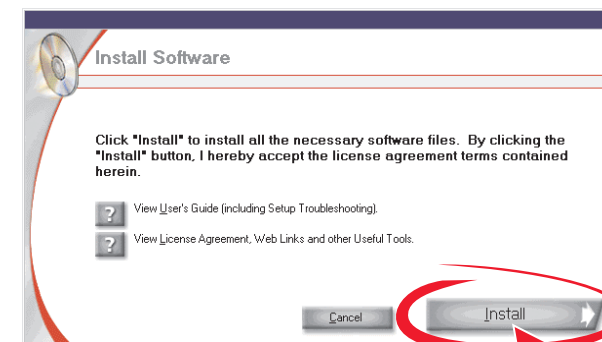 Install Software
Click "Install" to install all the necessary software files. By clicking the
"Install" button, I hereby accept the license agreement terms contained
herein.
? View User's Guide (including Setup Troubleshooting).
? View License Agreement, Web Links and other Useful Tools.
Cancel Install